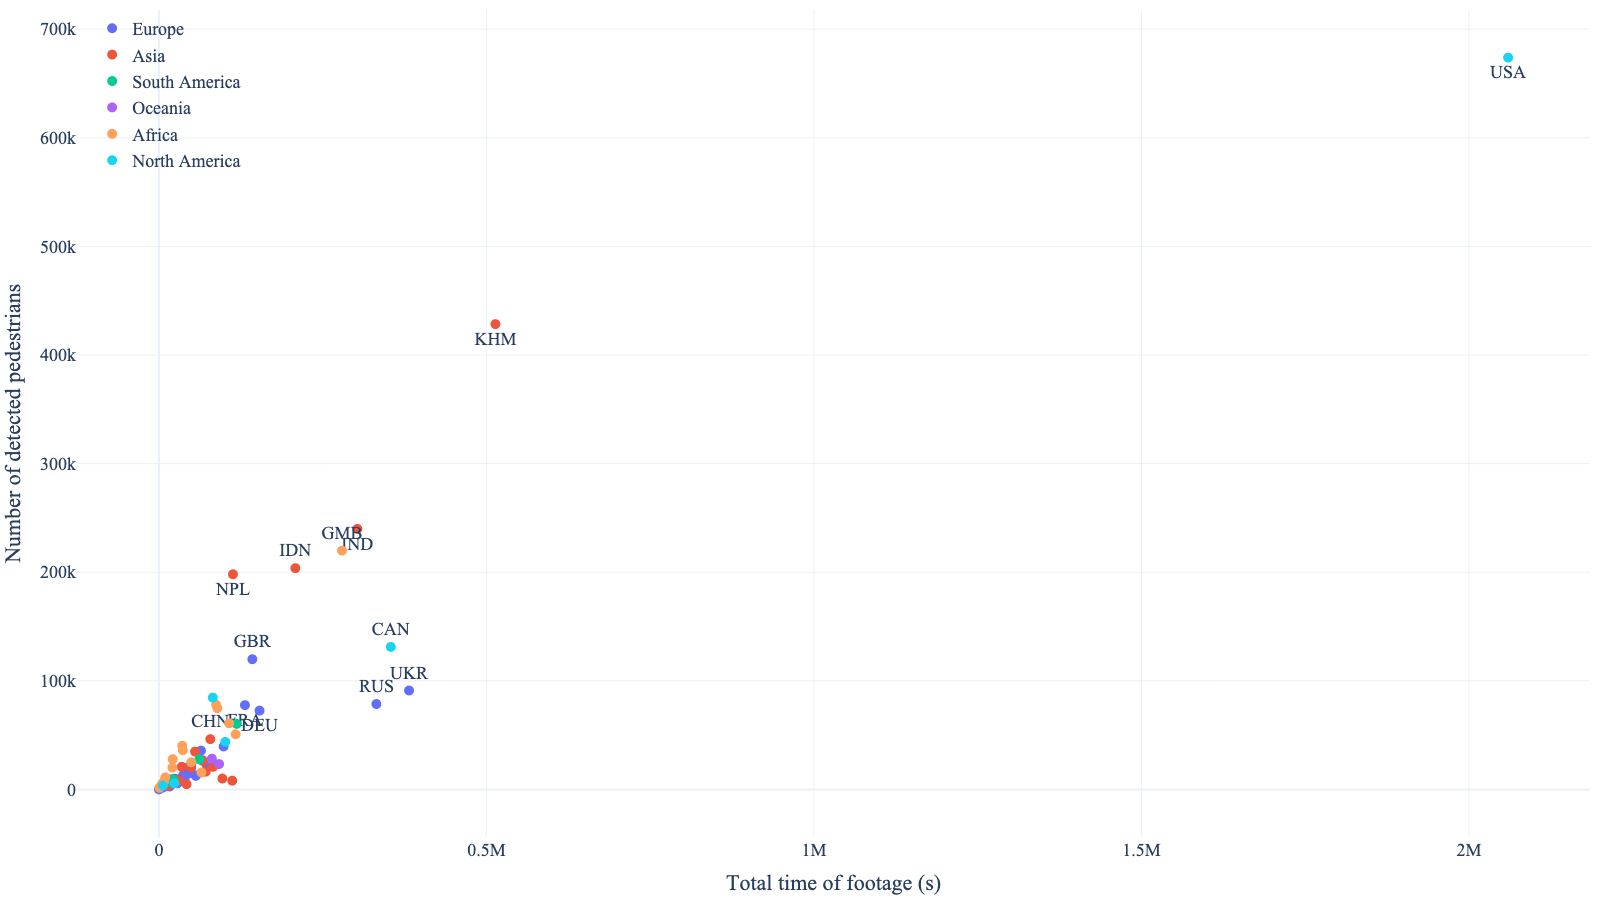 700k
600k
500k
400k
300k
200k
100k
0
Number of detected pedestrians
Europe
Asia
South America
Oceania
Africa
North America
USA
KHM
GMB
IND
IDN
NPL
CAN
GBR
UKR
RUS
CHN
FRA
DEU
0
0.5M
1M
1.5M
2M
Total time of footage (s)